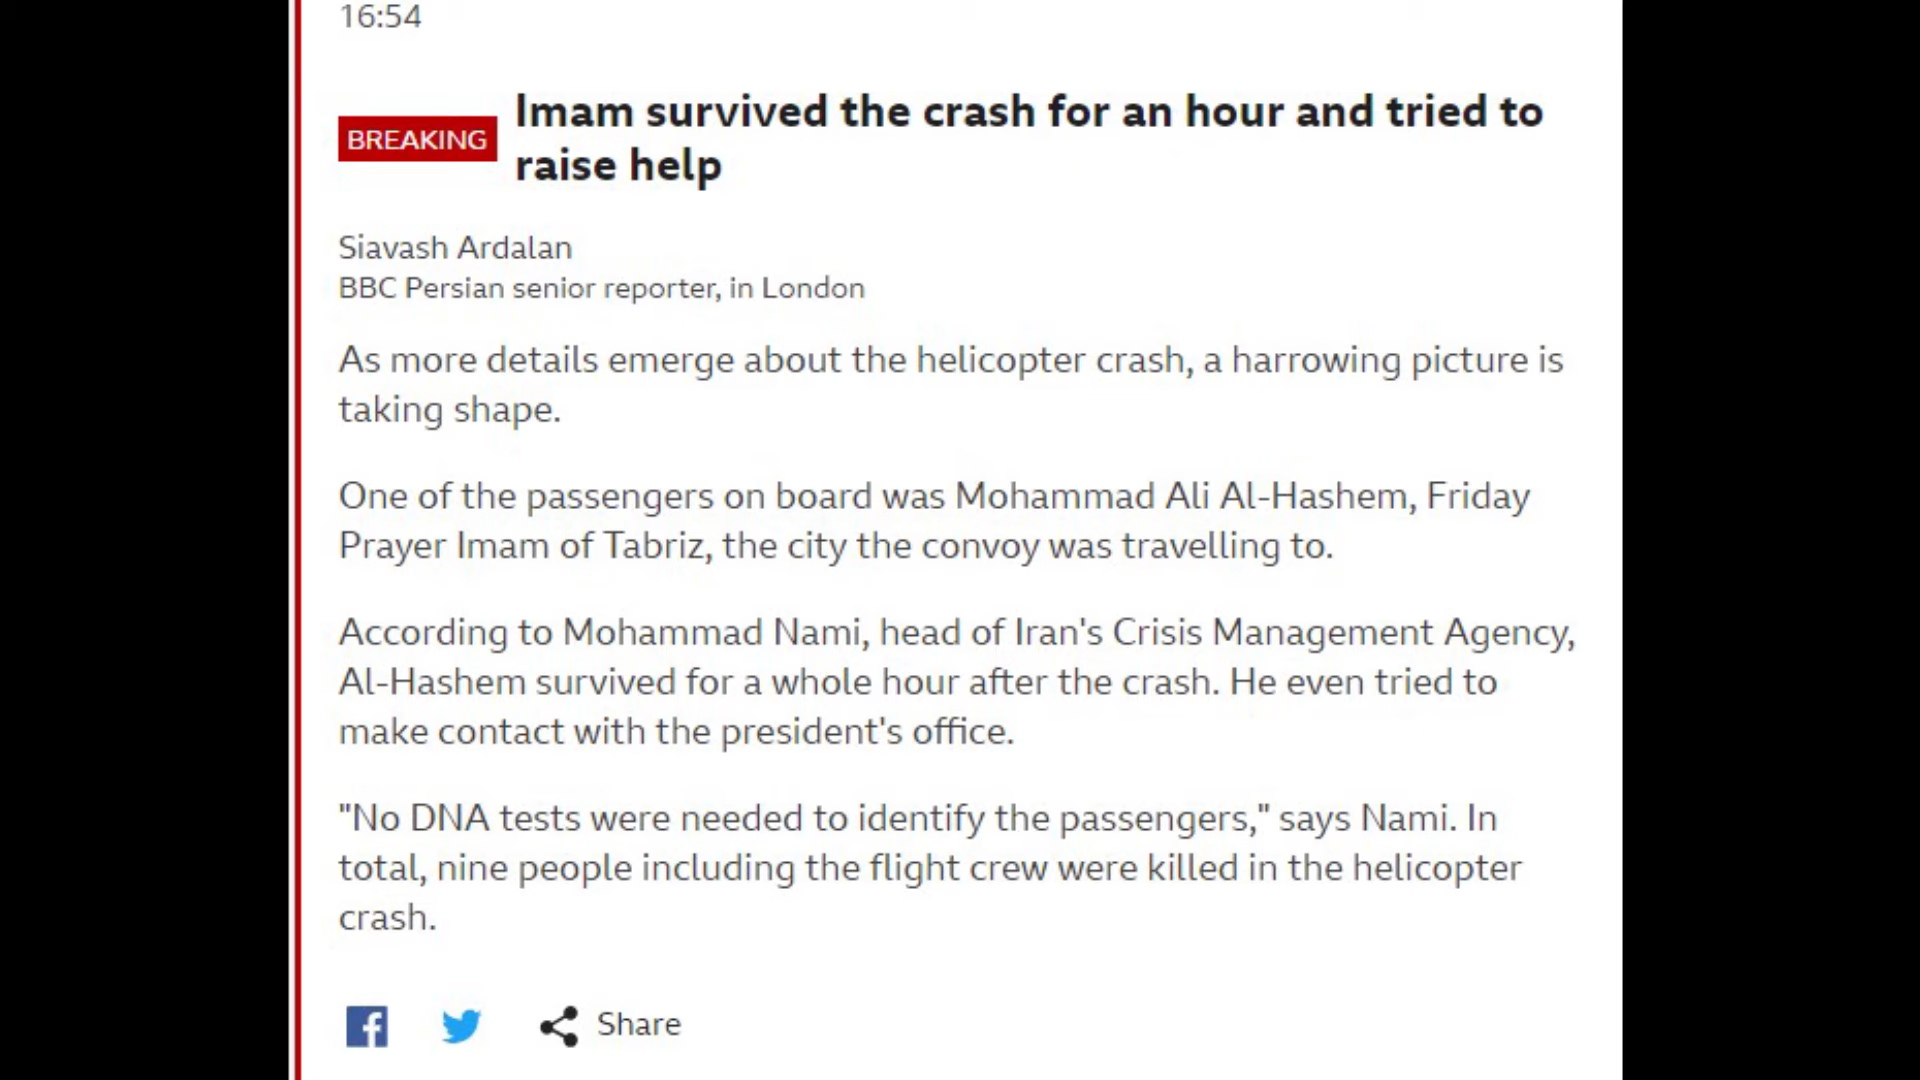 16:54
BREAKING
Imam survived the crash for an hour and tried to
raise help
Siavash Ardalan
BBC Persian senior reporter, in London
As more details emerge about the helicopter crash, a harrowing picture is
taking shape.
One of the passengers on board was Mohammad Ali Al-Hashem, Friday
Prayer Imam of Tabriz, the city the convoy was travelling to.
According to Mohammad Nami, head of Iran's Crisis Management Agency,
Al-Hashem survived for a whole hour after the crash. He even tried to
make contact with the president's office.
"No DNA tests were needed to identify the passengers," says Nami. In
total, nine people including the flight crew were killed in the helicopter
crash.
Share